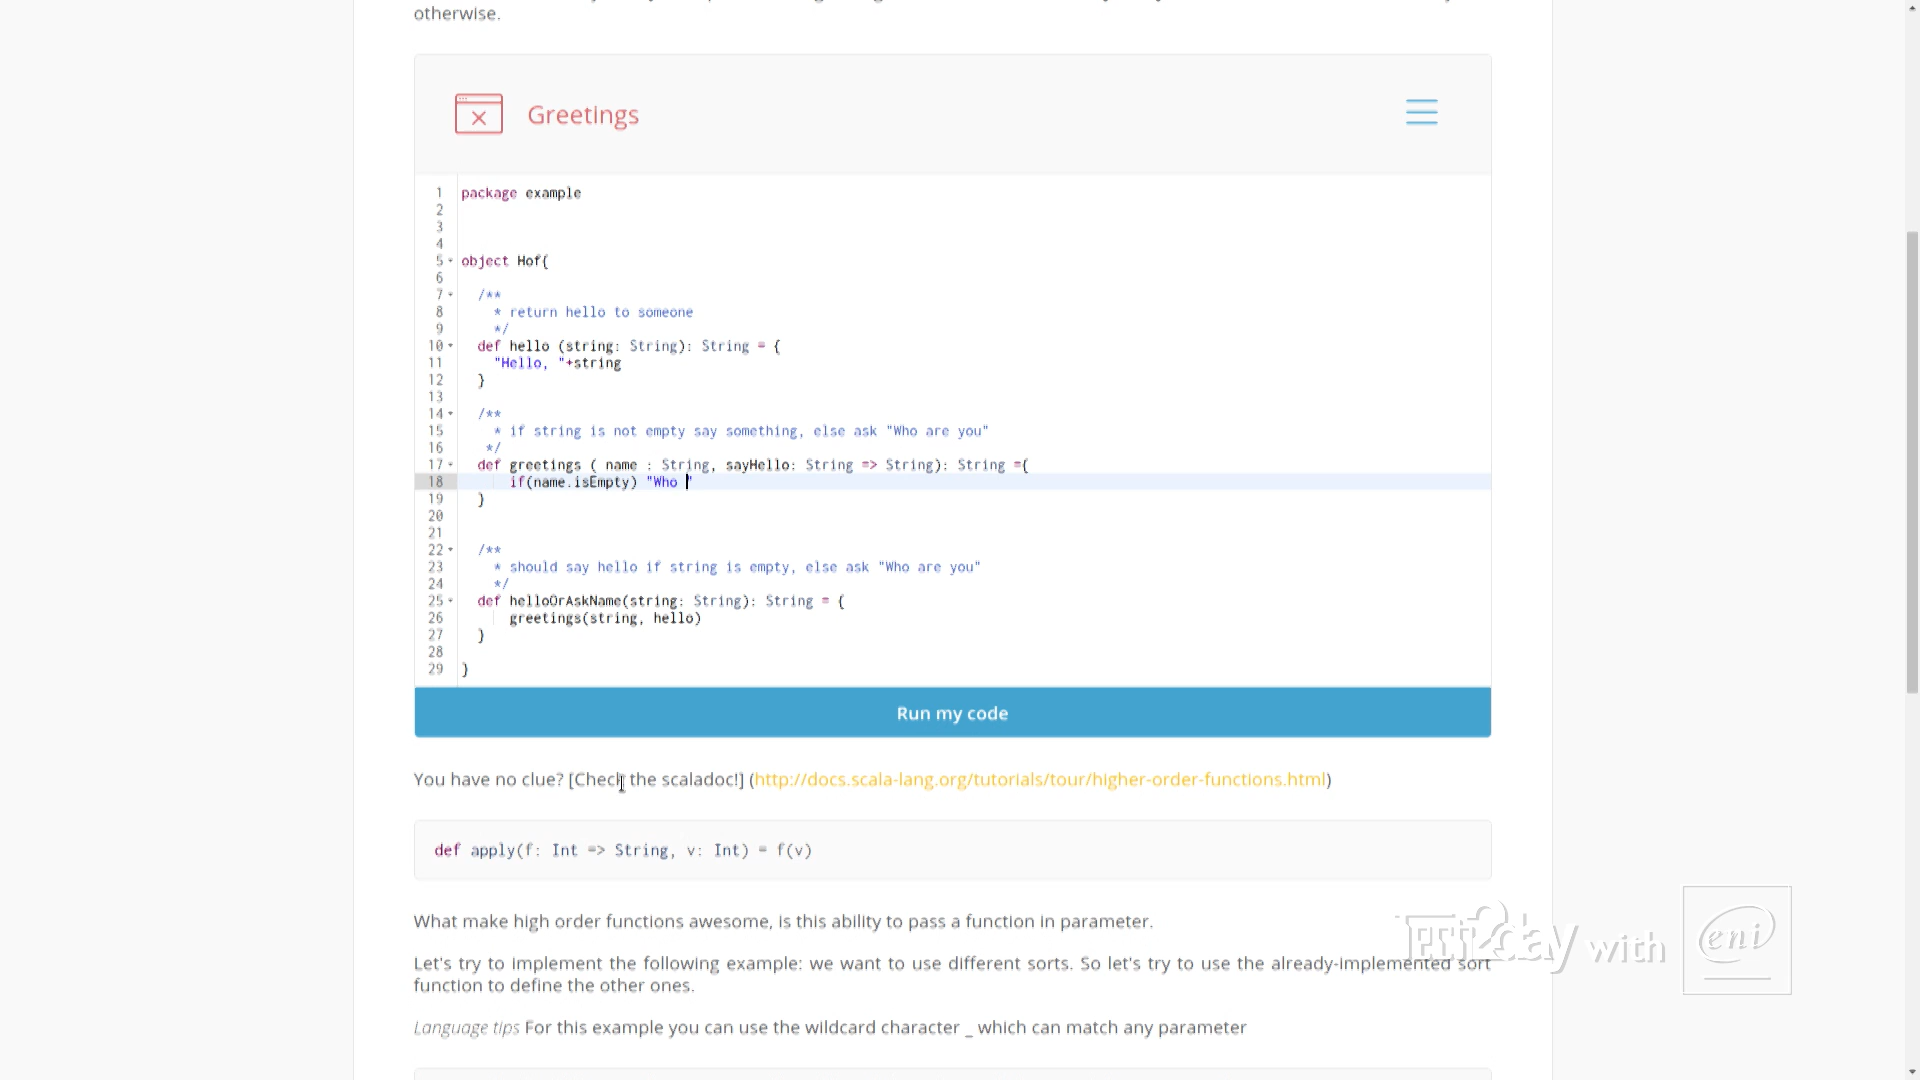 otherwise.
Greetings
1 package example
2
3
4
5 object Hof{
6
7 /**
8 * return hello to someone
9 */
10 def hello (string: String): String = {
11 "Hello, "+string
12 }
13
14 /**
15 * if string is not empty say something, else ask "Who are you"
16 */
17 def greetings ( name : String, sayHello: String => String): String ={
18 if(name.isEmpty) "Who "
19 }
20
21
22 /**
23 * should say hello if string is empty, else ask "Who are you"
24 */
25 def helloOrAskName(string: String): String = {
26 greetings(string, hello)
27 }
28
29 }
Run my code
You have no clue? [Check the scaladoc!] (http://docs.scala-lang.org/tutorials/tour/higher-order-functions.html)
def apply(f: Int => String, v: Int) = f(v)
What make high order functions awesome, is this ability to pass a function in parameter.
Let's try to implement the following example: we want to use different sorts. So let's try to use the already-implemented sort
function to define the other ones.
Language tips For this example you can use the wildcard character _ which can match any parameter
with
eni